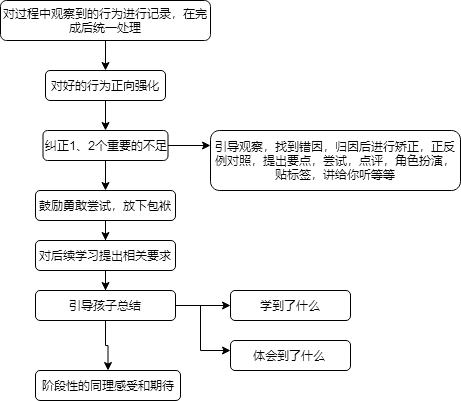 对过程中观察到的行为进行记录，在完
成后统一处理
对好的行为正向强化
纠正1、2个重要的不足
引导观察，找到错因，归因后进行矫正，正反
例对照，提出要点，尝试，点评，角色扮演，
贴标签，讲给你听等等
鼓励勇敢尝试，放下包袱
对后续学习提出相关要求
引导孩子总结
学到了什么
体会到了什么
阶段性的同理感受和期待